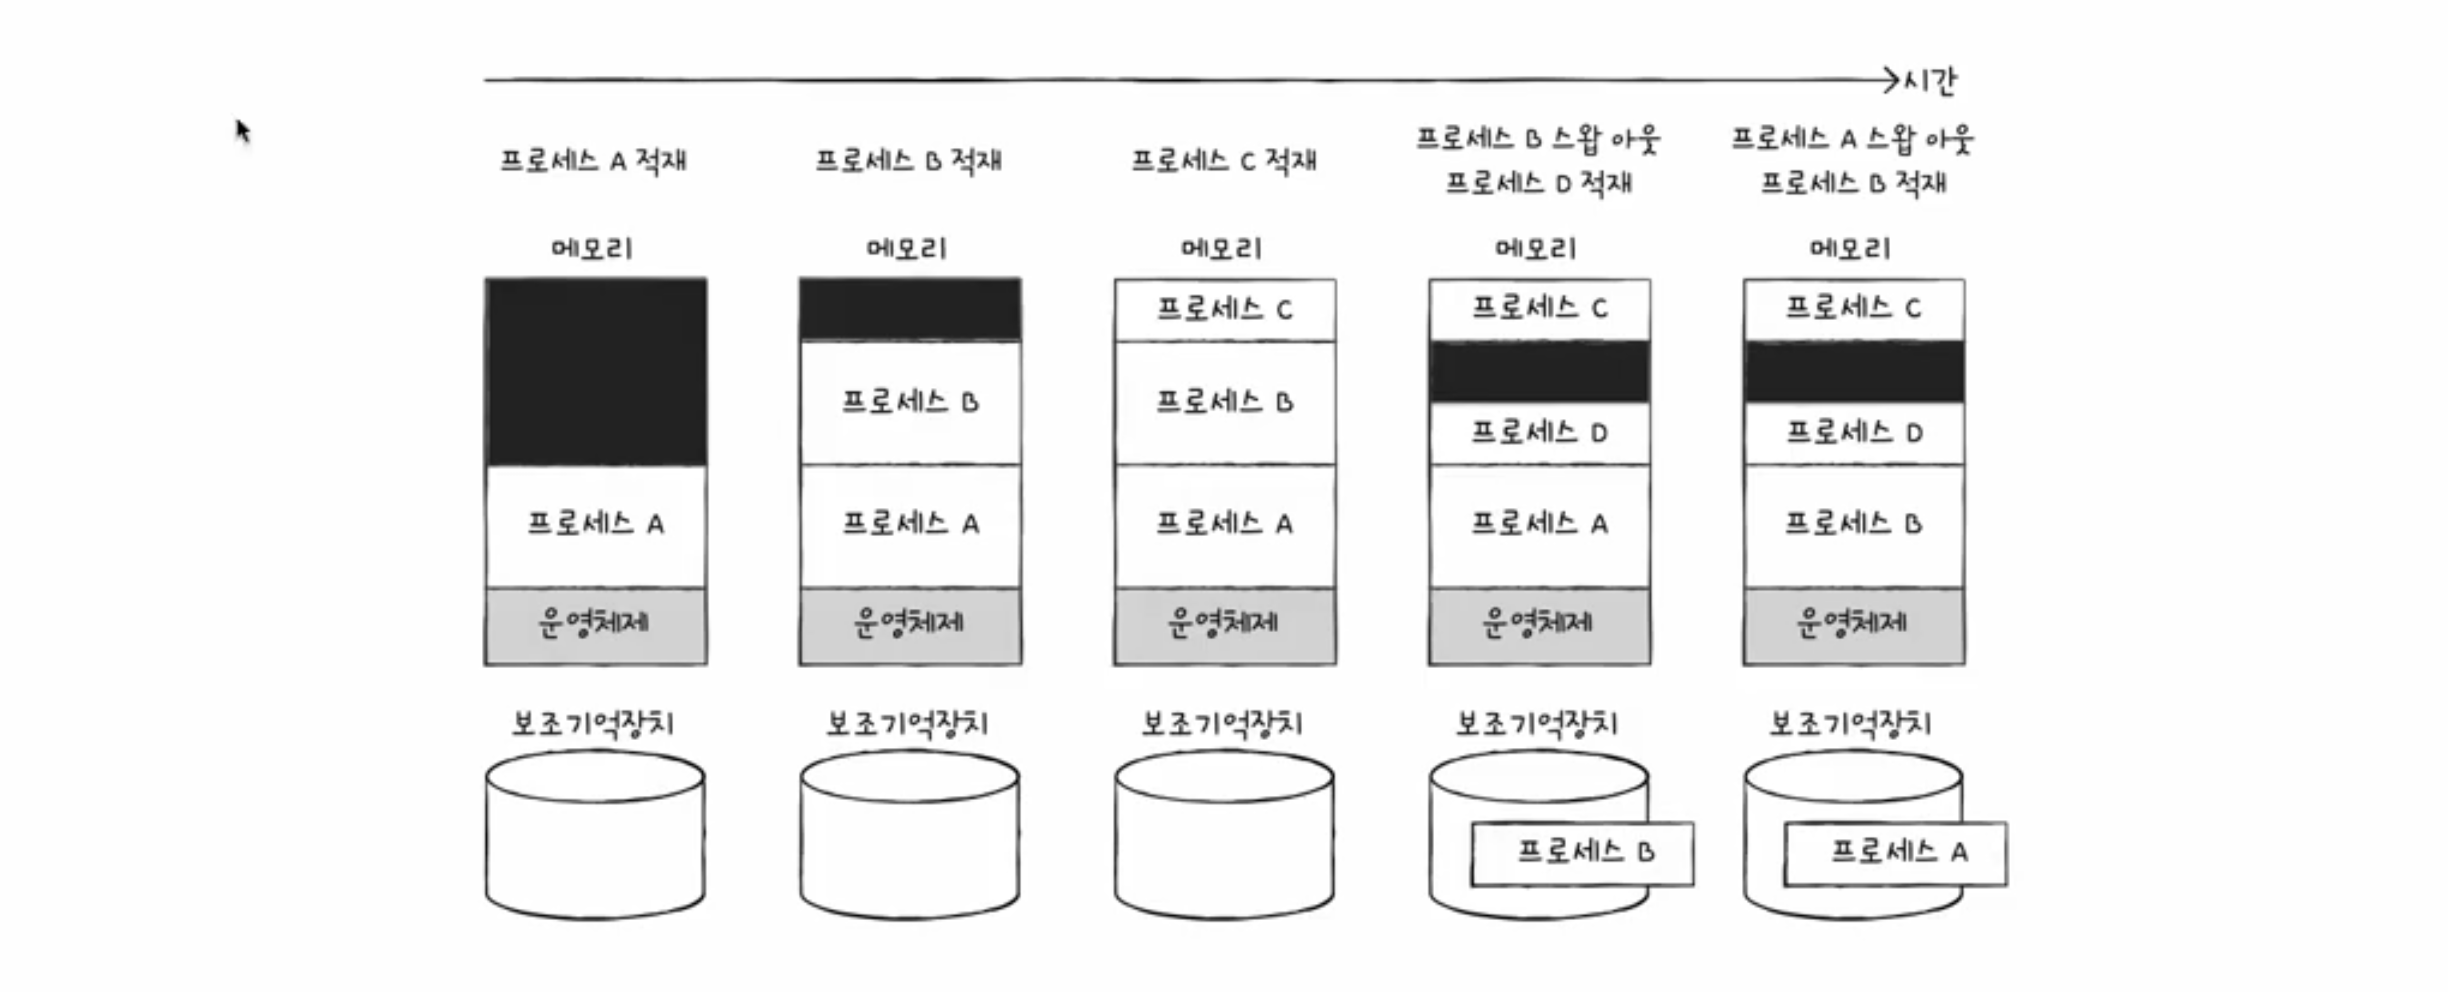 시간
프로세스 A 적재
프로세스 B 적재
프로세스 C 적재
프로세스 B 스왑 아웃
프로세스 D 적재
프로세스 A 스왑 아웃
프로세스 B 적재
메모리
프로세스 A
운영체제
메모리
프로세스 B
프로세스 A
운영체제
메모리
프로세스 C
프로세스 B
프로세스 A
운영체제
메모리
프로세스 C
프로세스 D
프로세스 A
운영체제
메모리
프로세스 C
프로세스 D
프로세스 B
운영체제
보조기억장치
보조기억장치
보조기억장치
보조기억장치
프로세스 B
보조기억장치
프로세스 A